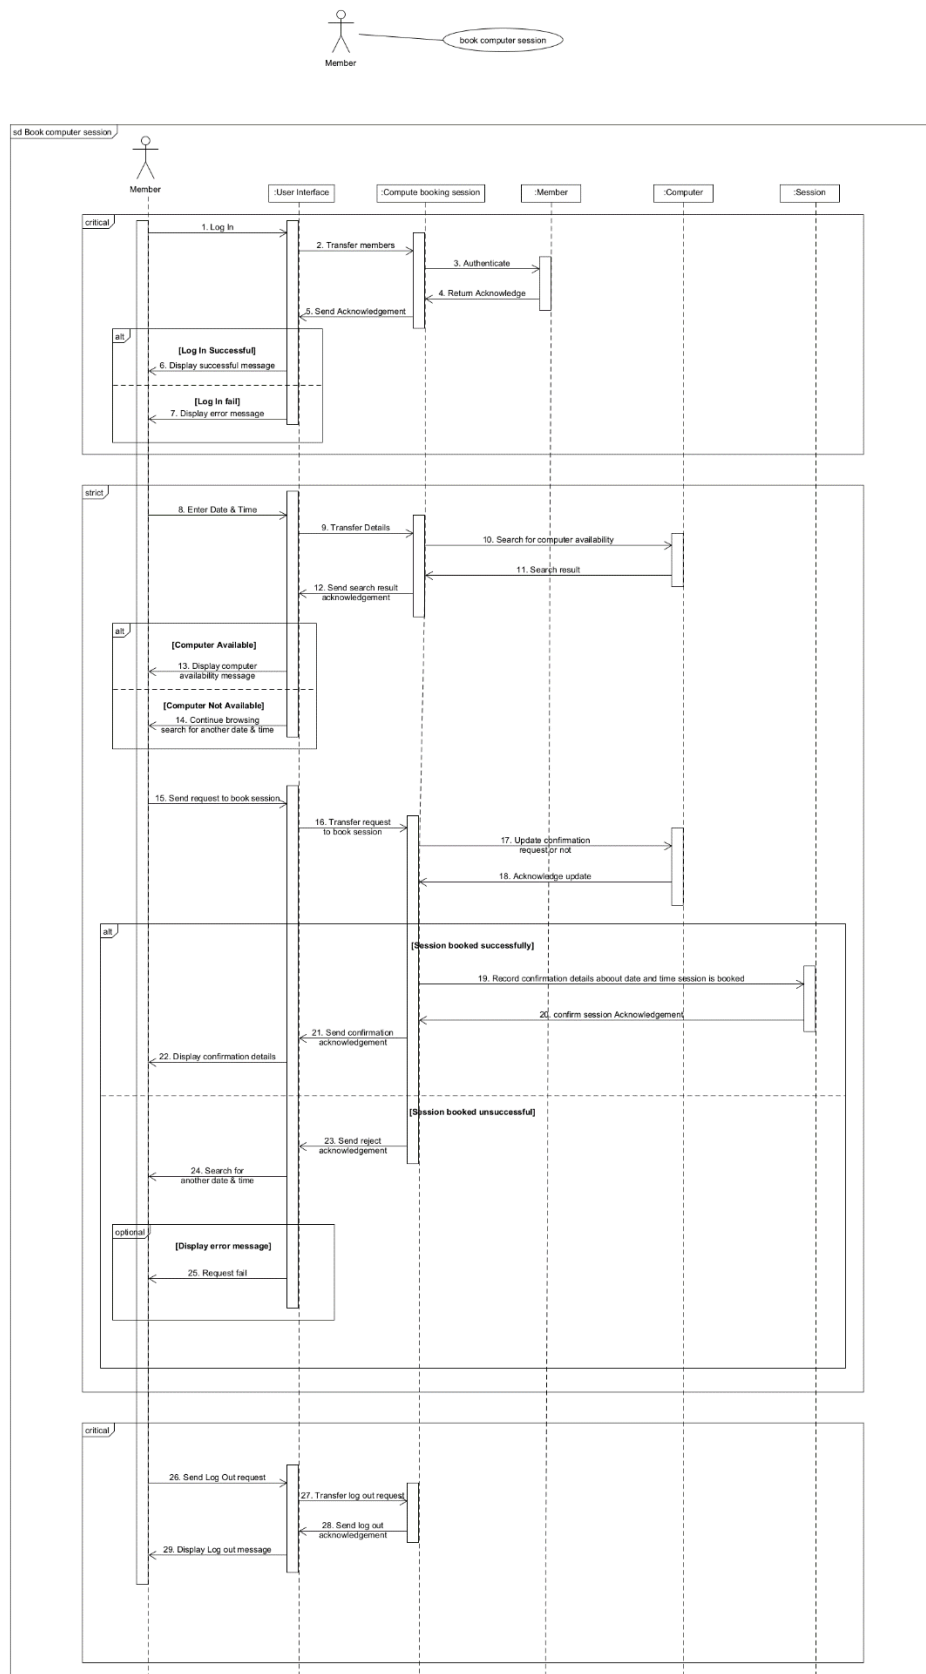 book computer session
Member
sd Book computer session
Member
:User Interface
:Compute booking session
:Member
:Computer
:Session
critical
1. Log In
2. Transfer members
3. Authenticate
4. Return Acknowledge
5. Send Acknowledgement
alt
[Log In Successful]
6. Display successful message
[Log In fail]
7. Display error message
strict
8. Enter Date & Time
9. Transfer Details
10. Search for computer availability
11. Search result
12. Send search result
acknowledgement
alt
[Computer Available]
13. Display computer
availability message
[Computer Not Available]
14. Continue browsing
search for another date & time
15. Send request to book session
16. Transfer request
to book session
17. Update confirmation
request or not
18. Acknowledge update
alt
[Session booked successfully]
19. Record confirmation details aboout date and time session is booked
20. confirm session Acknowledgement
21. Send confirmation
acknowledgement
22. Display confirmation details
[Session booked unsuccessful]
23. Send reject
acknowledgement
24. Search for
another date & time
optional
[Display error message]
25. Request fail
critical
26. Send Log Out request
27. Transfer log out request
28. Send log out
acknowledgement
29. Display Log out message